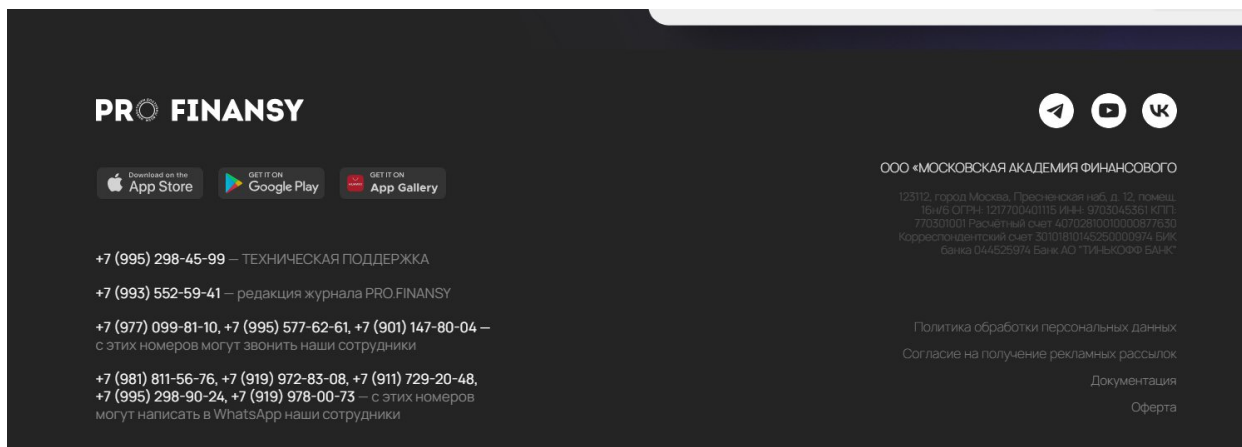 PRO FINANSY
Download on the
App Store
GET IT ON
Google Play
GET IT ON
App Gallery
+7 (995) 298-45-99 — ТЕХНИЧЕСКАЯ ПОДДЕРЖКА
+7 (993) 552-59-41 — редакция журнала PRO.FINANSY
+7 (977) 099-81-10, +7 (995) 577-62-61, +7 (901) 147-80-04 —
с этих номеров могут звонить наши сотрудники
+7 (981) 811-56-76, +7 (919) 972-83-08, +7 (911) 729-20-48,
+7 (995) 298-90-24, +7 (919) 978-00-73 — с этих номеров
могут написать в WhatsApp наши сотрудники
ООО «МОСКОВСКАЯ АКАДЕМИЯ ФИНАНСОВОГО
123112, город Москва, Пресненская наб, д. 12, помещ.
16н/6 ОГРН: 1217700401115 ИНН: 9703045361 КПП:
770301001 Расчётный счет 40702810010000877630
Корреспондентский счет 30101810145250000974 БИК
банка 044525974 Банк АО "ТИНЬКОФФ БАНК"
Политика обработки персональных данных
Согласие на получение рекламных рассылок
Документация
Оферта